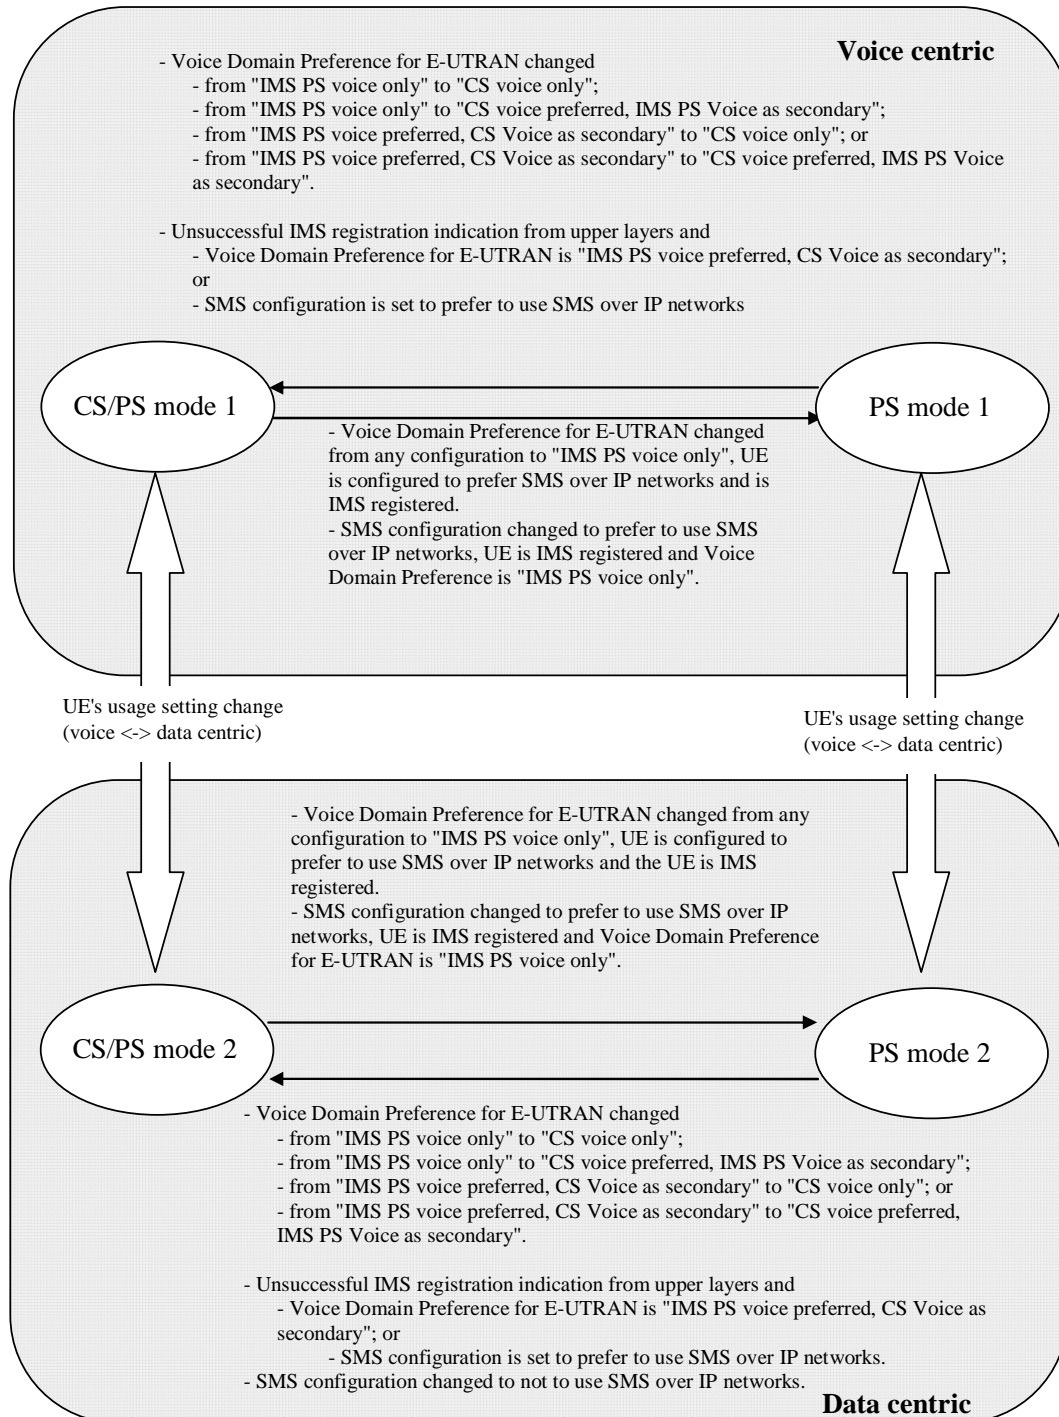 Voice centric
- Voice Domain Preference for E-UTRAN changed
- from "IMS PS voice only" to "CS voice only";
- from "IMS PS voice only" to "CS voice preferred, IMS PS Voice as secondary";
- from "IMS PS voice preferred, CS Voice as secondary" to "CS voice only"; or
- from "IMS PS voice preferred, CS Voice as secondary" to "CS voice preferred, IMS PS Voice
as secondary".
- Unsuccessful IMS registration indication from upper layers and
- Voice Domain Preference for E-UTRAN is "IMS PS voice preferred, CS Voice as secondary";
or
- SMS configuration is set to prefer to use SMS over IP networks
CS/PS mode 1
PS mode 1
- Voice Domain Preference for E-UTRAN changed
from any configuration to "IMS PS voice only", UE
is configured to prefer SMS over IP networks and is
IMS registered.
- SMS configuration changed to prefer to use SMS
over IP networks, UE is IMS registered and Voice
Domain Preference is "IMS PS voice only".
UE's usage setting change
(voice <-> data centric)
UE's usage setting change
(voice <-> data centric)
- Voice Domain Preference for E-UTRAN changed from any
configuration to "IMS PS voice only", UE is configured to
prefer to use SMS over IP networks and the UE is IMS
registered.
- SMS configuration changed to prefer to use SMS over IP
networks, UE is IMS registered and Voice Domain Preference
for E-UTRAN is "IMS PS voice only".
CS/PS mode 2
PS mode 2
- Voice Domain Preference for E-UTRAN changed
- from "IMS PS voice only" to "CS voice only";
- from "IMS PS voice only" to "CS voice preferred, IMS PS Voice as secondary";
- from "IMS PS voice preferred, CS Voice as secondary" to "CS voice only"; or
- from "IMS PS voice preferred, CS Voice as secondary" to "CS voice preferred,
IMS PS Voice as secondary".
- Unsuccessful IMS registration indication from upper layers and
- Voice Domain Preference for E-UTRAN is "IMS PS voice preferred, CS Voice as
secondary"; or
- SMS configuration is set to prefer to use SMS over IP networks.
- SMS configuration changed to not to use SMS over IP networks.
Data centric